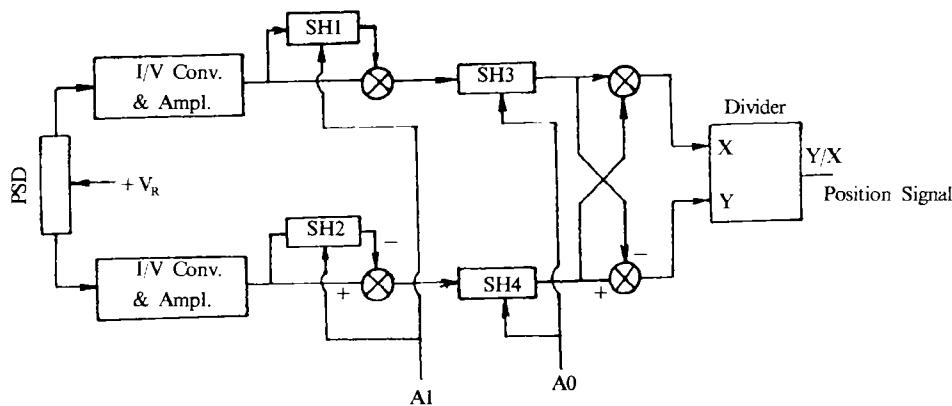 SH1
I/V Conv.
& Ampl.
SH3
Divider
X
Y/X
PSD
+ V_R
Y
Position Signal
SH2
−
I/V Conv.
& Ampl.
+
SH4
−
+
A1
A0